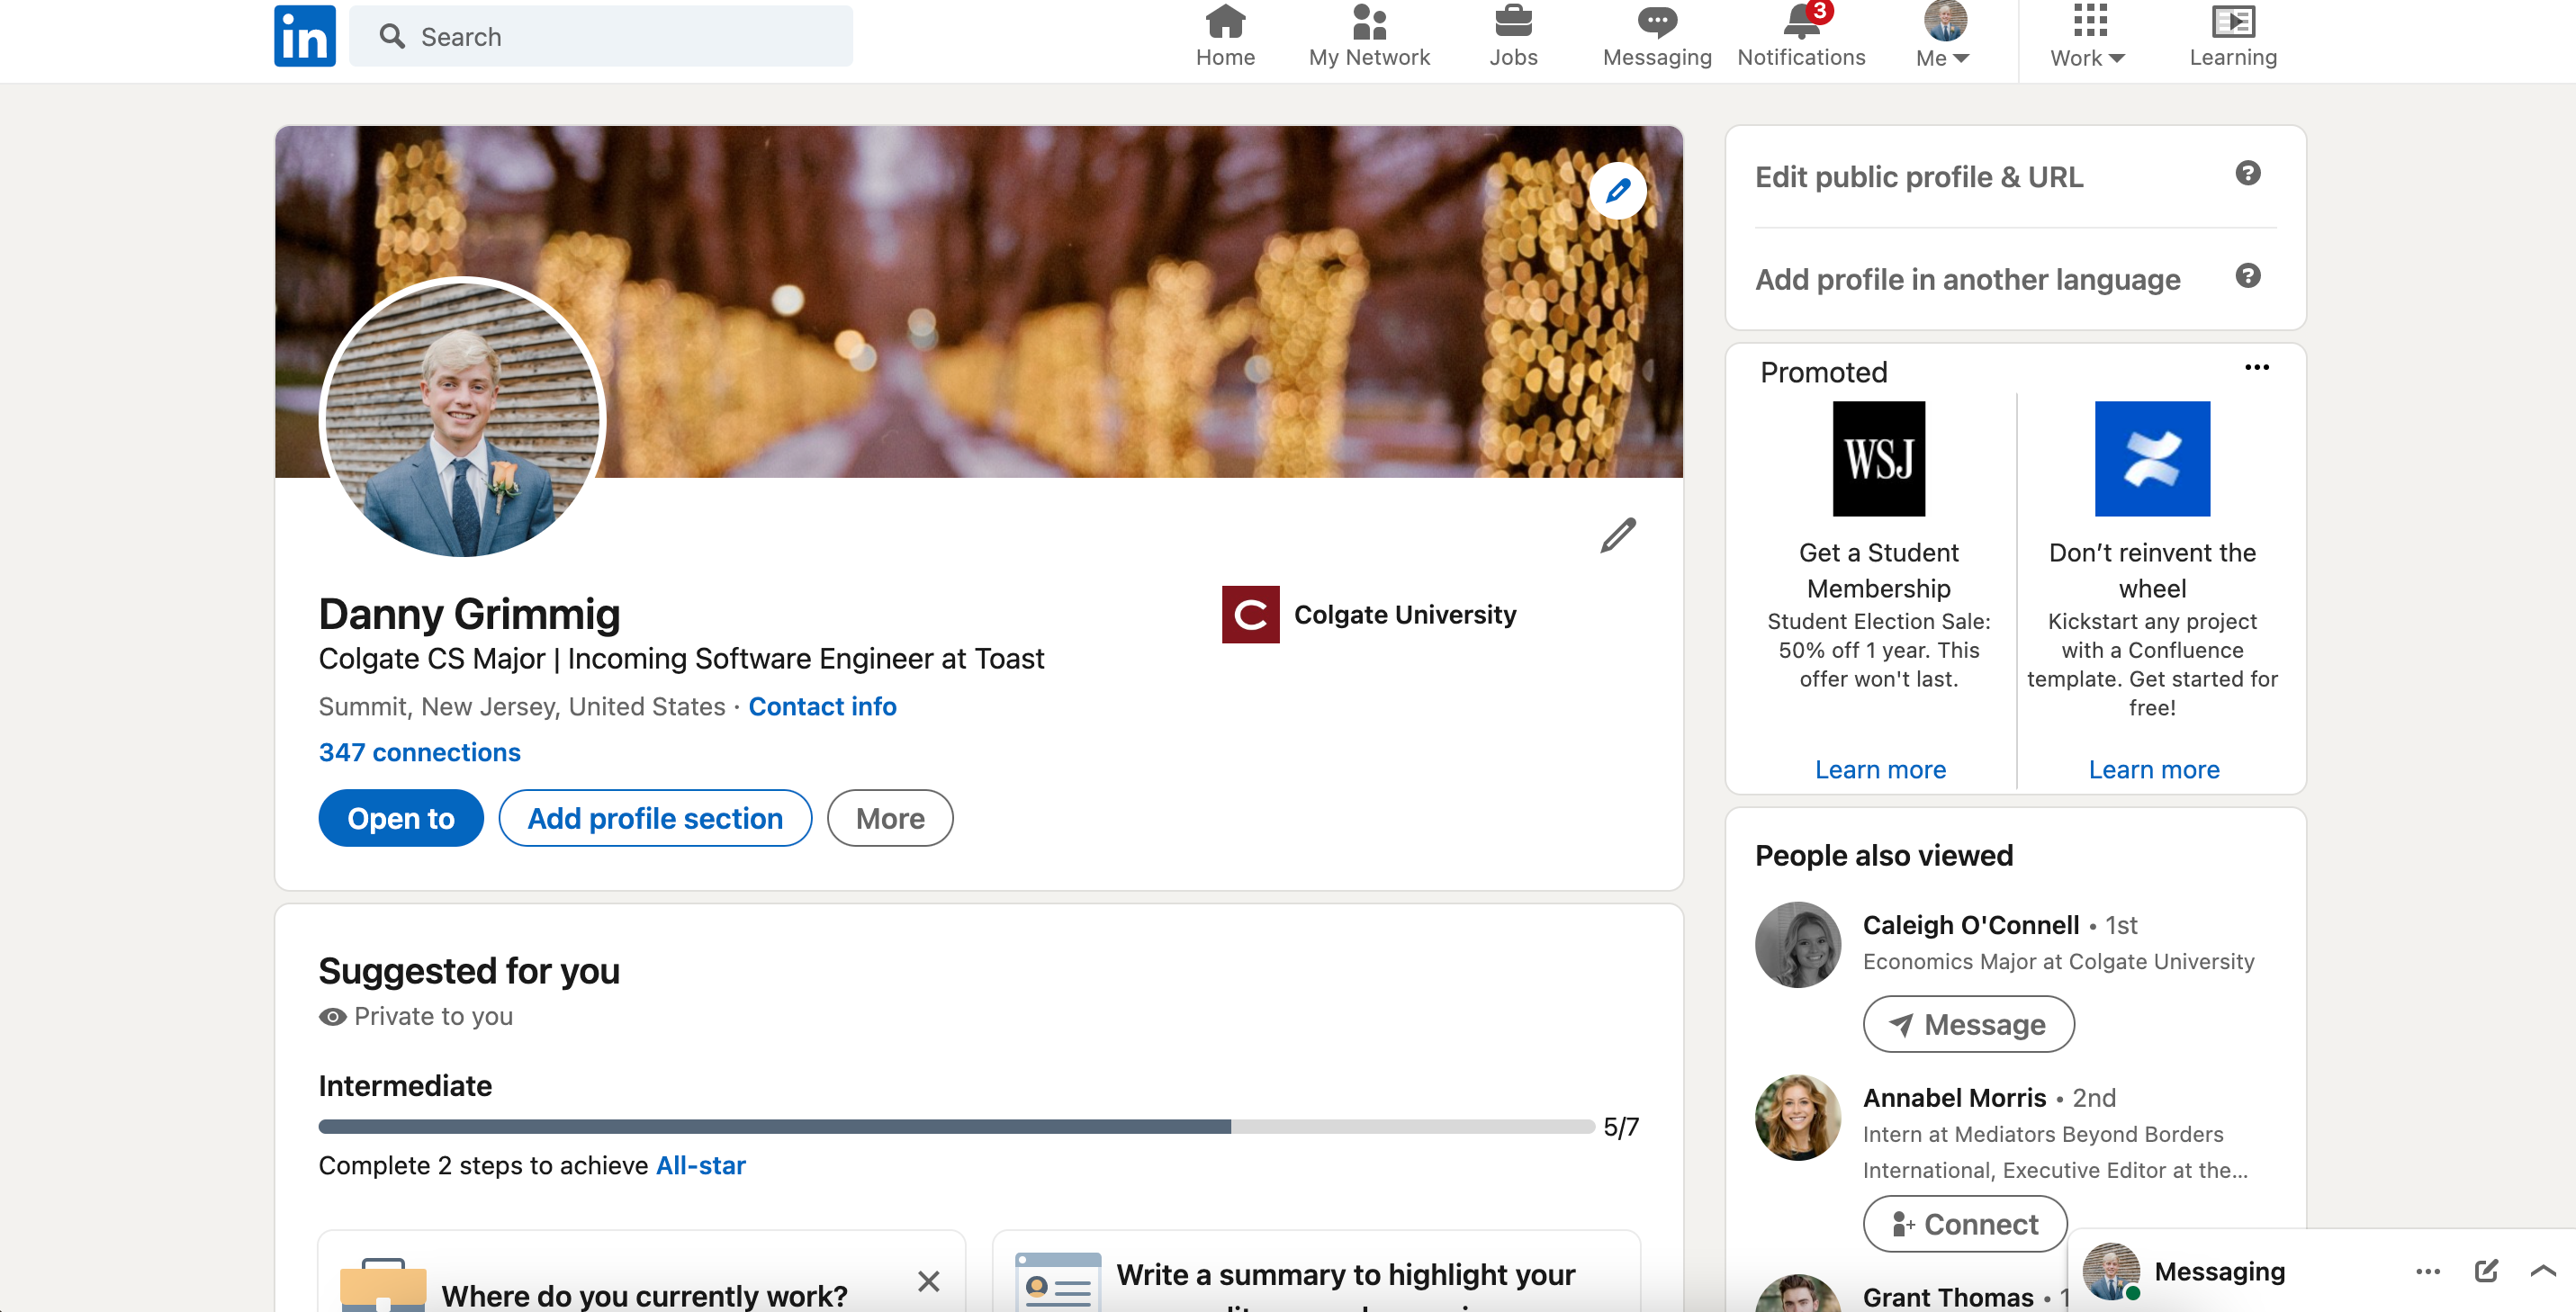 in
Search
Home
My Network
Jobs
Messaging
3
Notifications
Me
Work
Learning
Danny Grimmig
Colgate CS Major | Incoming Software Engineer at Toast
Summit, New Jersey, United States · Contact info
347 connections
Open to
Add profile section
More
C
Colgate University
Suggested for you
Private to you
Intermediate
5/7
Complete 2 steps to achieve All-star
Where do you currently work?
Write a summary to highlight your
Edit public profile & URL
?
Add profile in another language
?
Promoted
WSJ
Get a Student
Membership
Student Election Sale:
50% off 1 year. This
offer won't last.
Learn more
Don’t reinvent the
wheel
Kickstart any project
with a Confluence
template. Get started for
free!
Learn more
People also viewed
Caleigh O'Connell • 1st
Economics Major at Colgate University
Message
Annabel Morris • 2nd
Intern at Mediators Beyond Borders
International, Executive Editor at the...
Connect
Grant Thomas • 1
Messaging